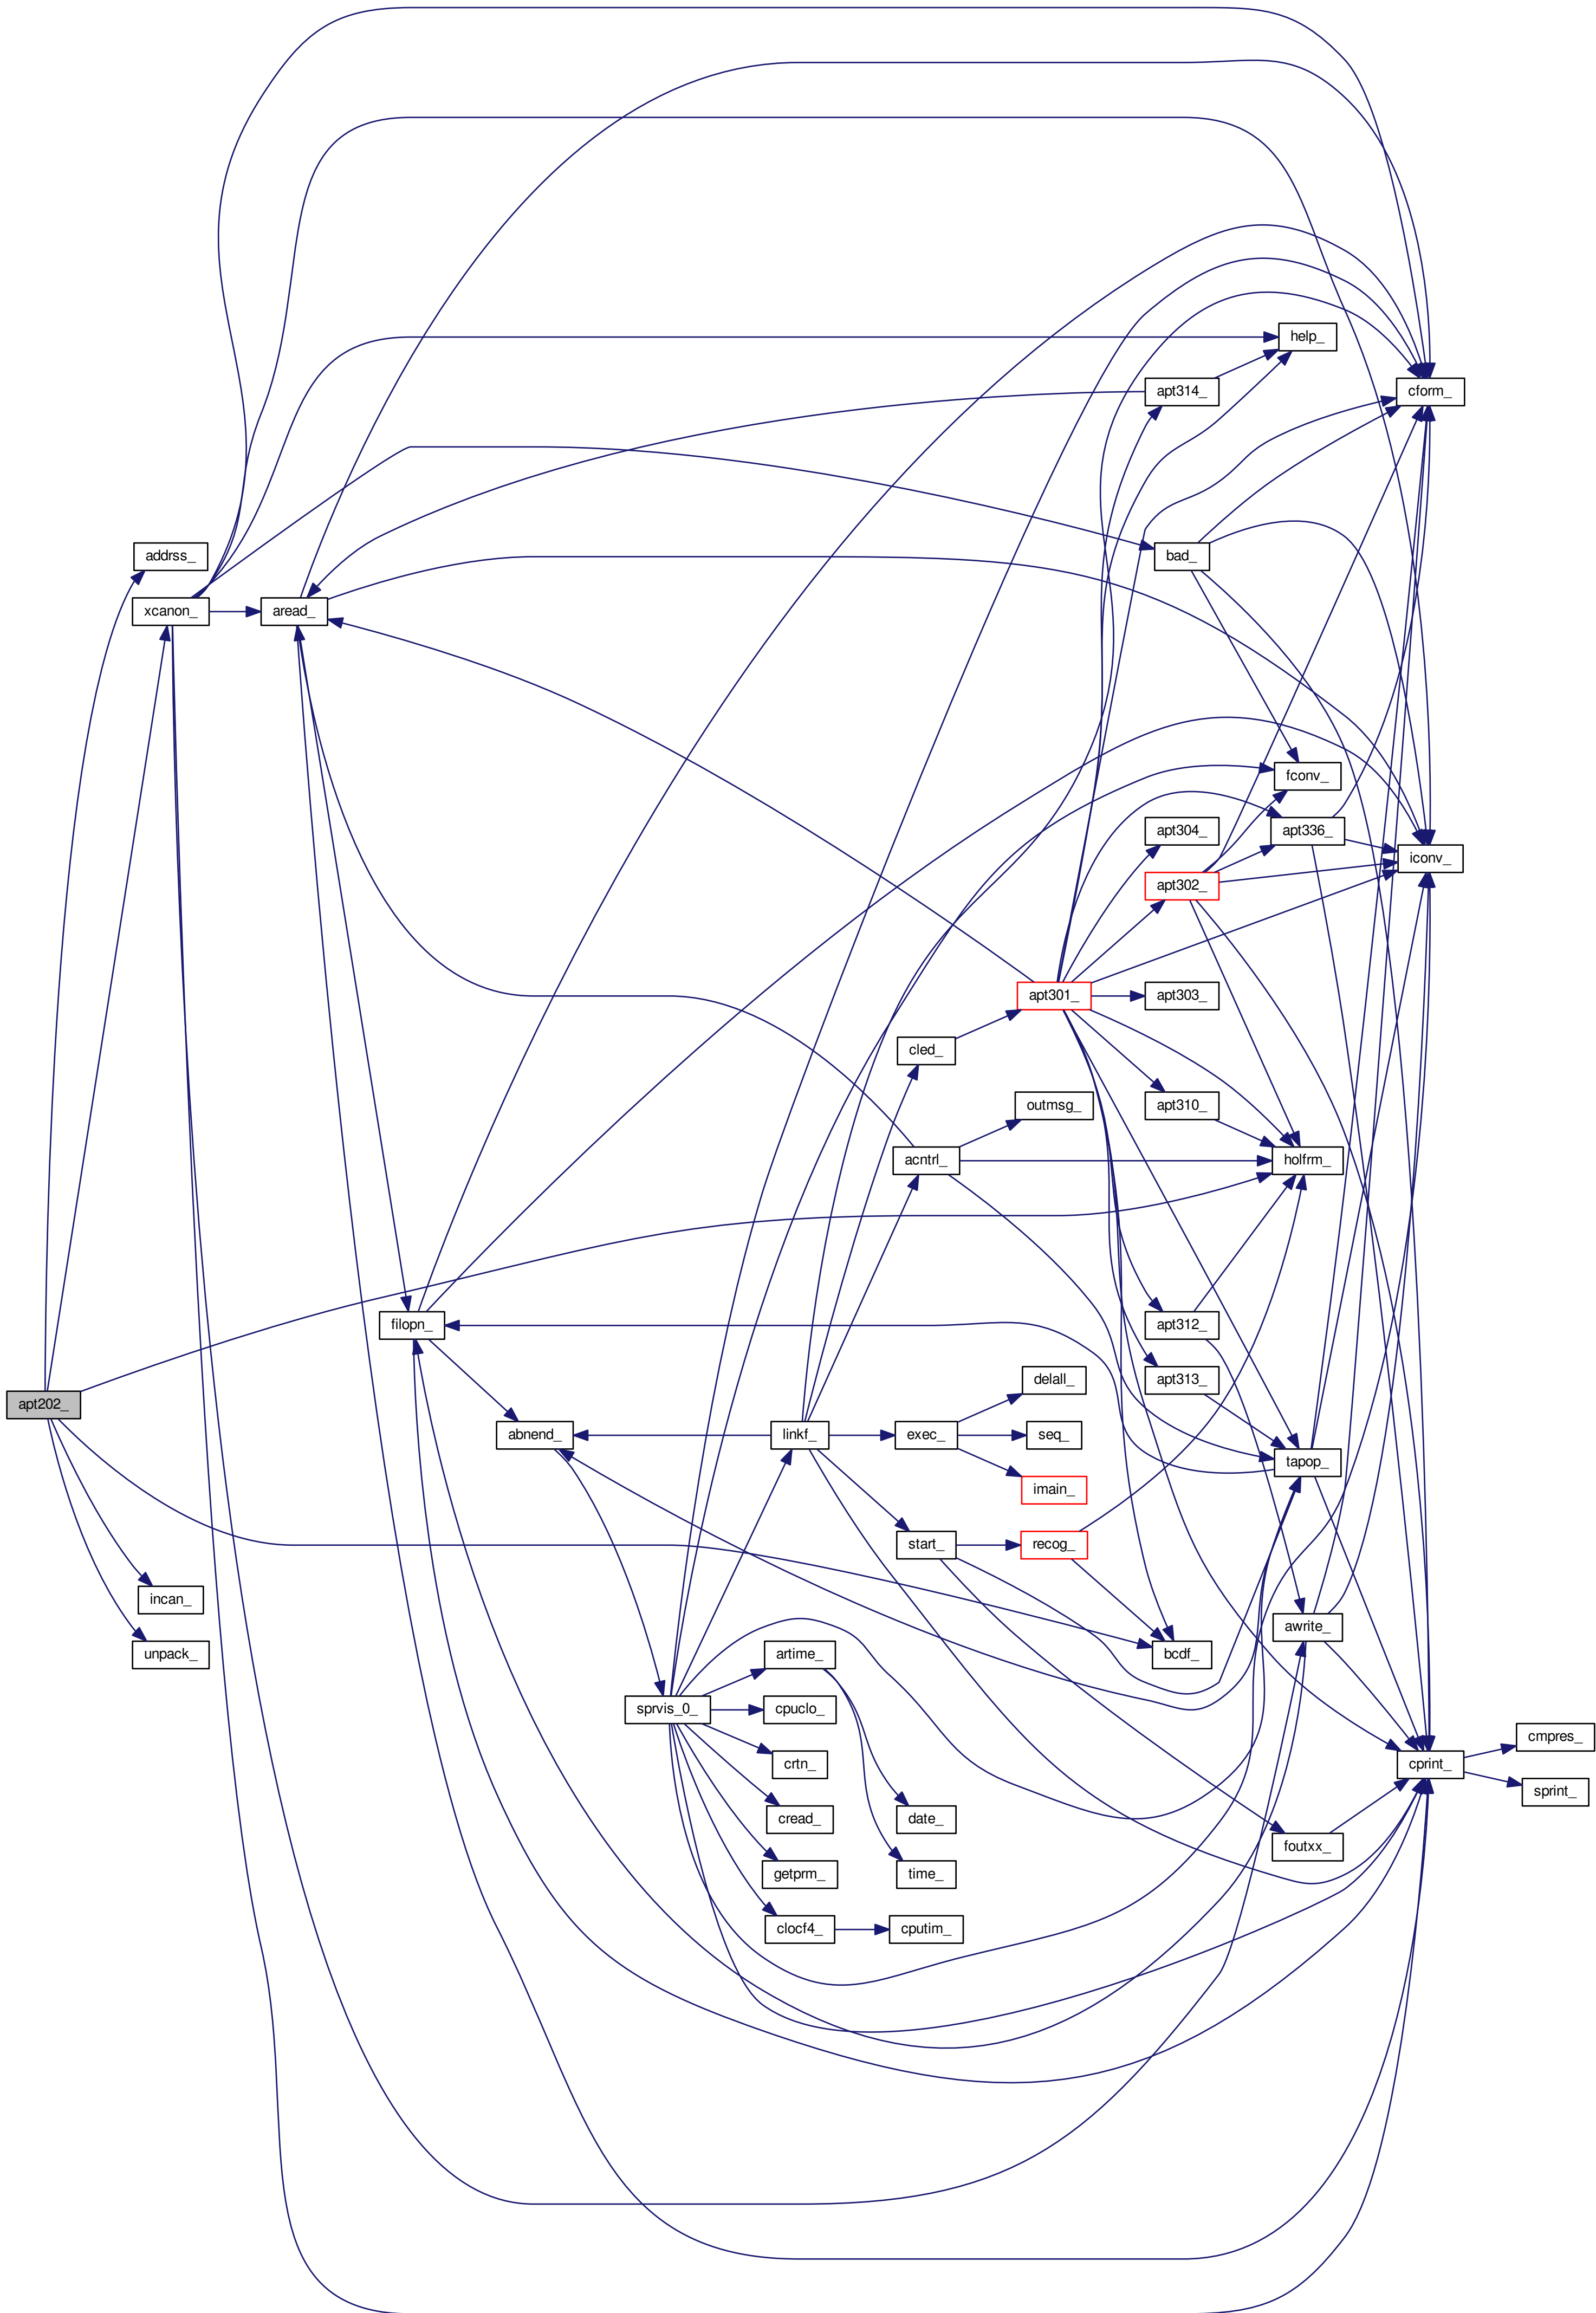 help_
apt314_
cform_
addrss_
bad_
xcanon_
aread_
fconv_
apt304_
apt336_
iconv_
apt302_
apt301_
apt303_
cled_
outmsg_
apt310_
acntrl_
holfrm_
filopn_
apt312_
apt313_
delall_
apt202_
abnend_
linkf_
exec_
seq_
tapop_
imain_
start_
recog_
incan_
awrite_
unpack_
artime_
bcdf_
sprvis_0_
cpuclo_
cmpres_
crtn_
cprint_
sprint_
cread_
date_
foutxx_
getprm_
time_
clocf4_
cputim_